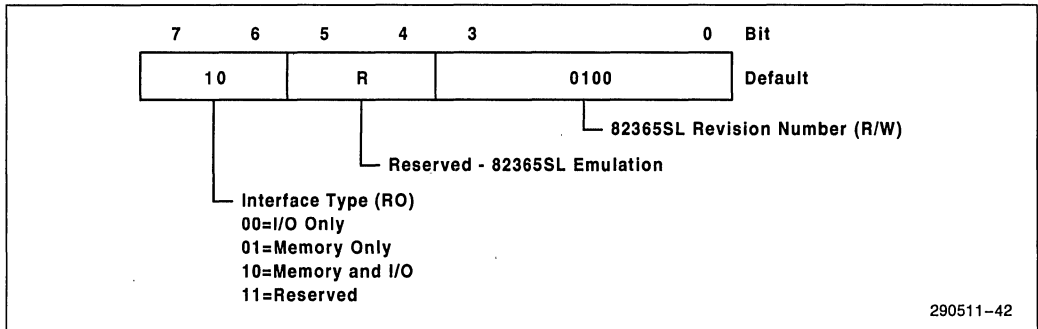 7 6 5 4 3 0 Bit
10 R 0100 Default
82365SL Revision Number (R/W)
Reserved - 82365SL Emulation
Interface Type (RO)
00=I/O Only
01=Memory Only
10=Memory and I/O
11=Reserved
290511-42